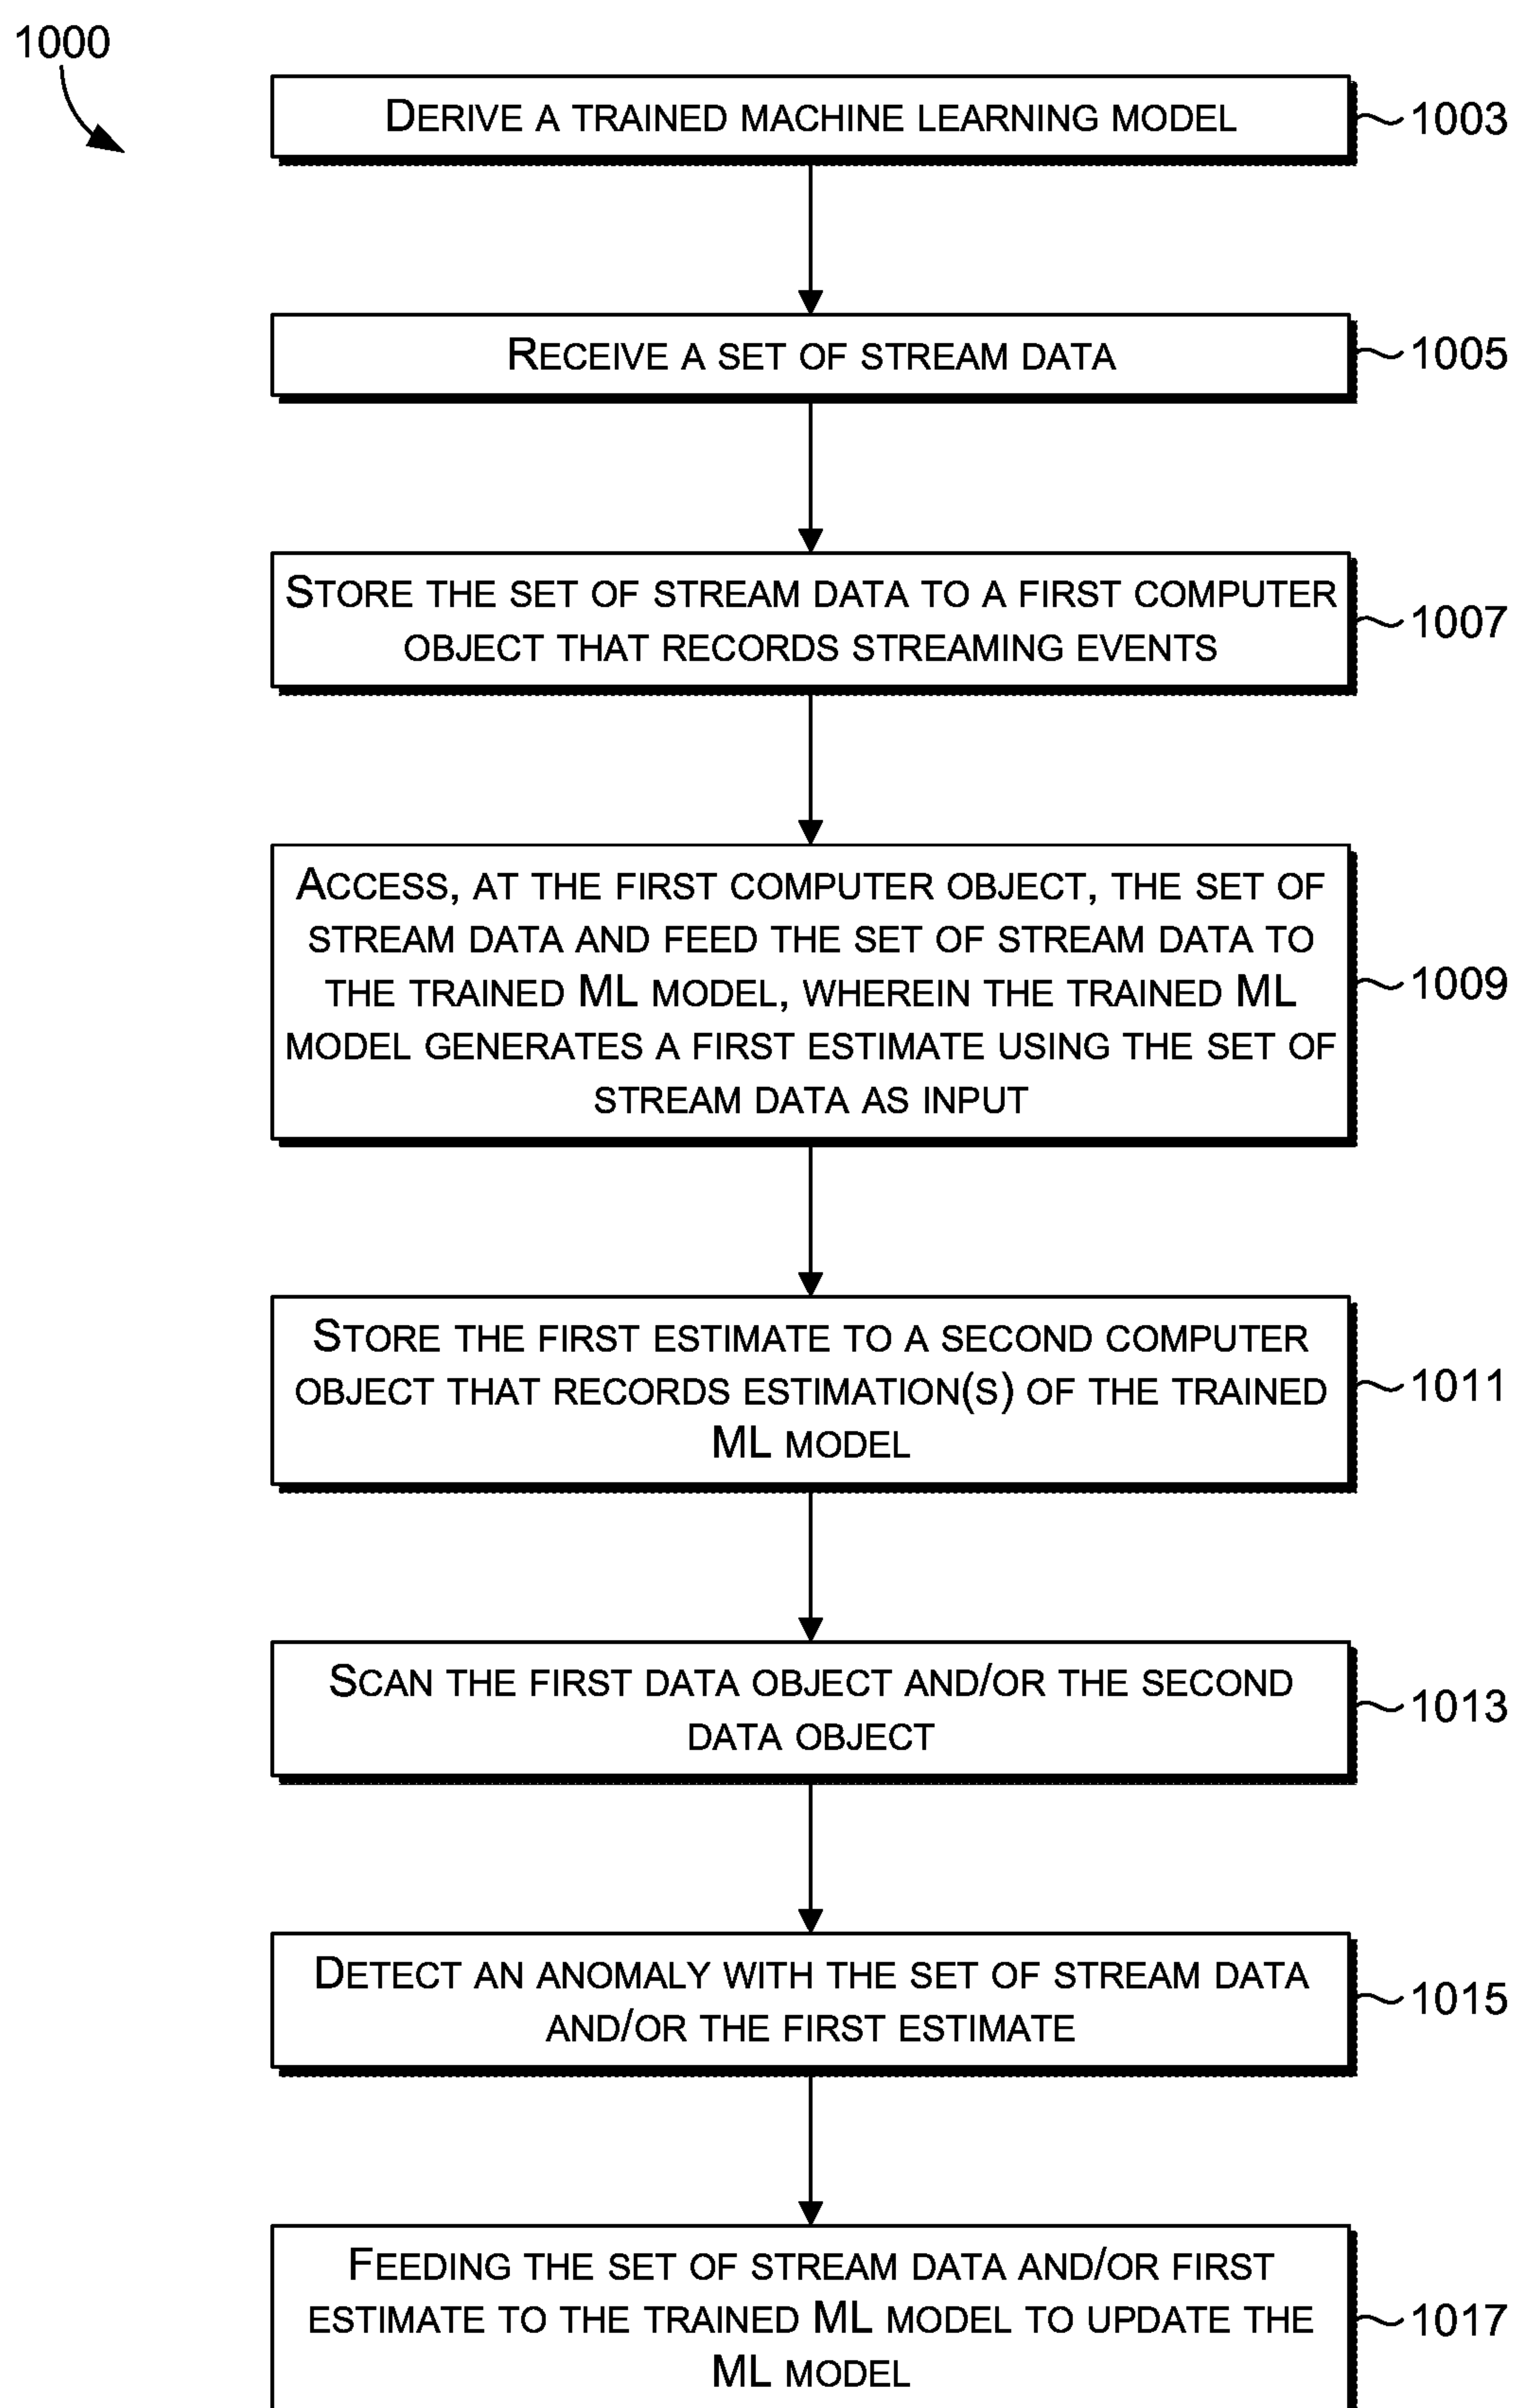 1000
DERIVE A TRAINED MACHINE LEARNING MODEL
1003
RECEIVE A SET OF STREAM DATA
1005
STORE THE SET OF STREAM DATA TO A FIRST COMPUTER
OBJECT THAT RECORDS STREAMING EVENTS
1007
ACCESS, AT THE FIRST COMPUTER OBJECT, THE SET OF
STREAM DATA AND FEED THE SET OF STREAM DATA TO
THE TRAINED ML MODEL, WHEREIN THE TRAINED ML
MODEL GENERATES A FIRST ESTIMATE USING THE SET OF
STREAM DATA AS INPUT
1009
STORE THE FIRST ESTIMATE TO A SECOND COMPUTER
OBJECT THAT RECORDS ESTIMATION(S) OF THE TRAINED
ML MODEL
1011
SCAN THE FIRST DATA OBJECT AND/OR THE SECOND
DATA OBJECT
1013
DETECT AN ANOMALY WITH THE SET OF STREAM DATA
AND/OR THE FIRST ESTIMATE
1015
FEEDING THE SET OF STREAM DATA AND/OR FIRST
ESTIMATE TO THE TRAINED ML MODEL TO UPDATE THE
ML MODEL
1017